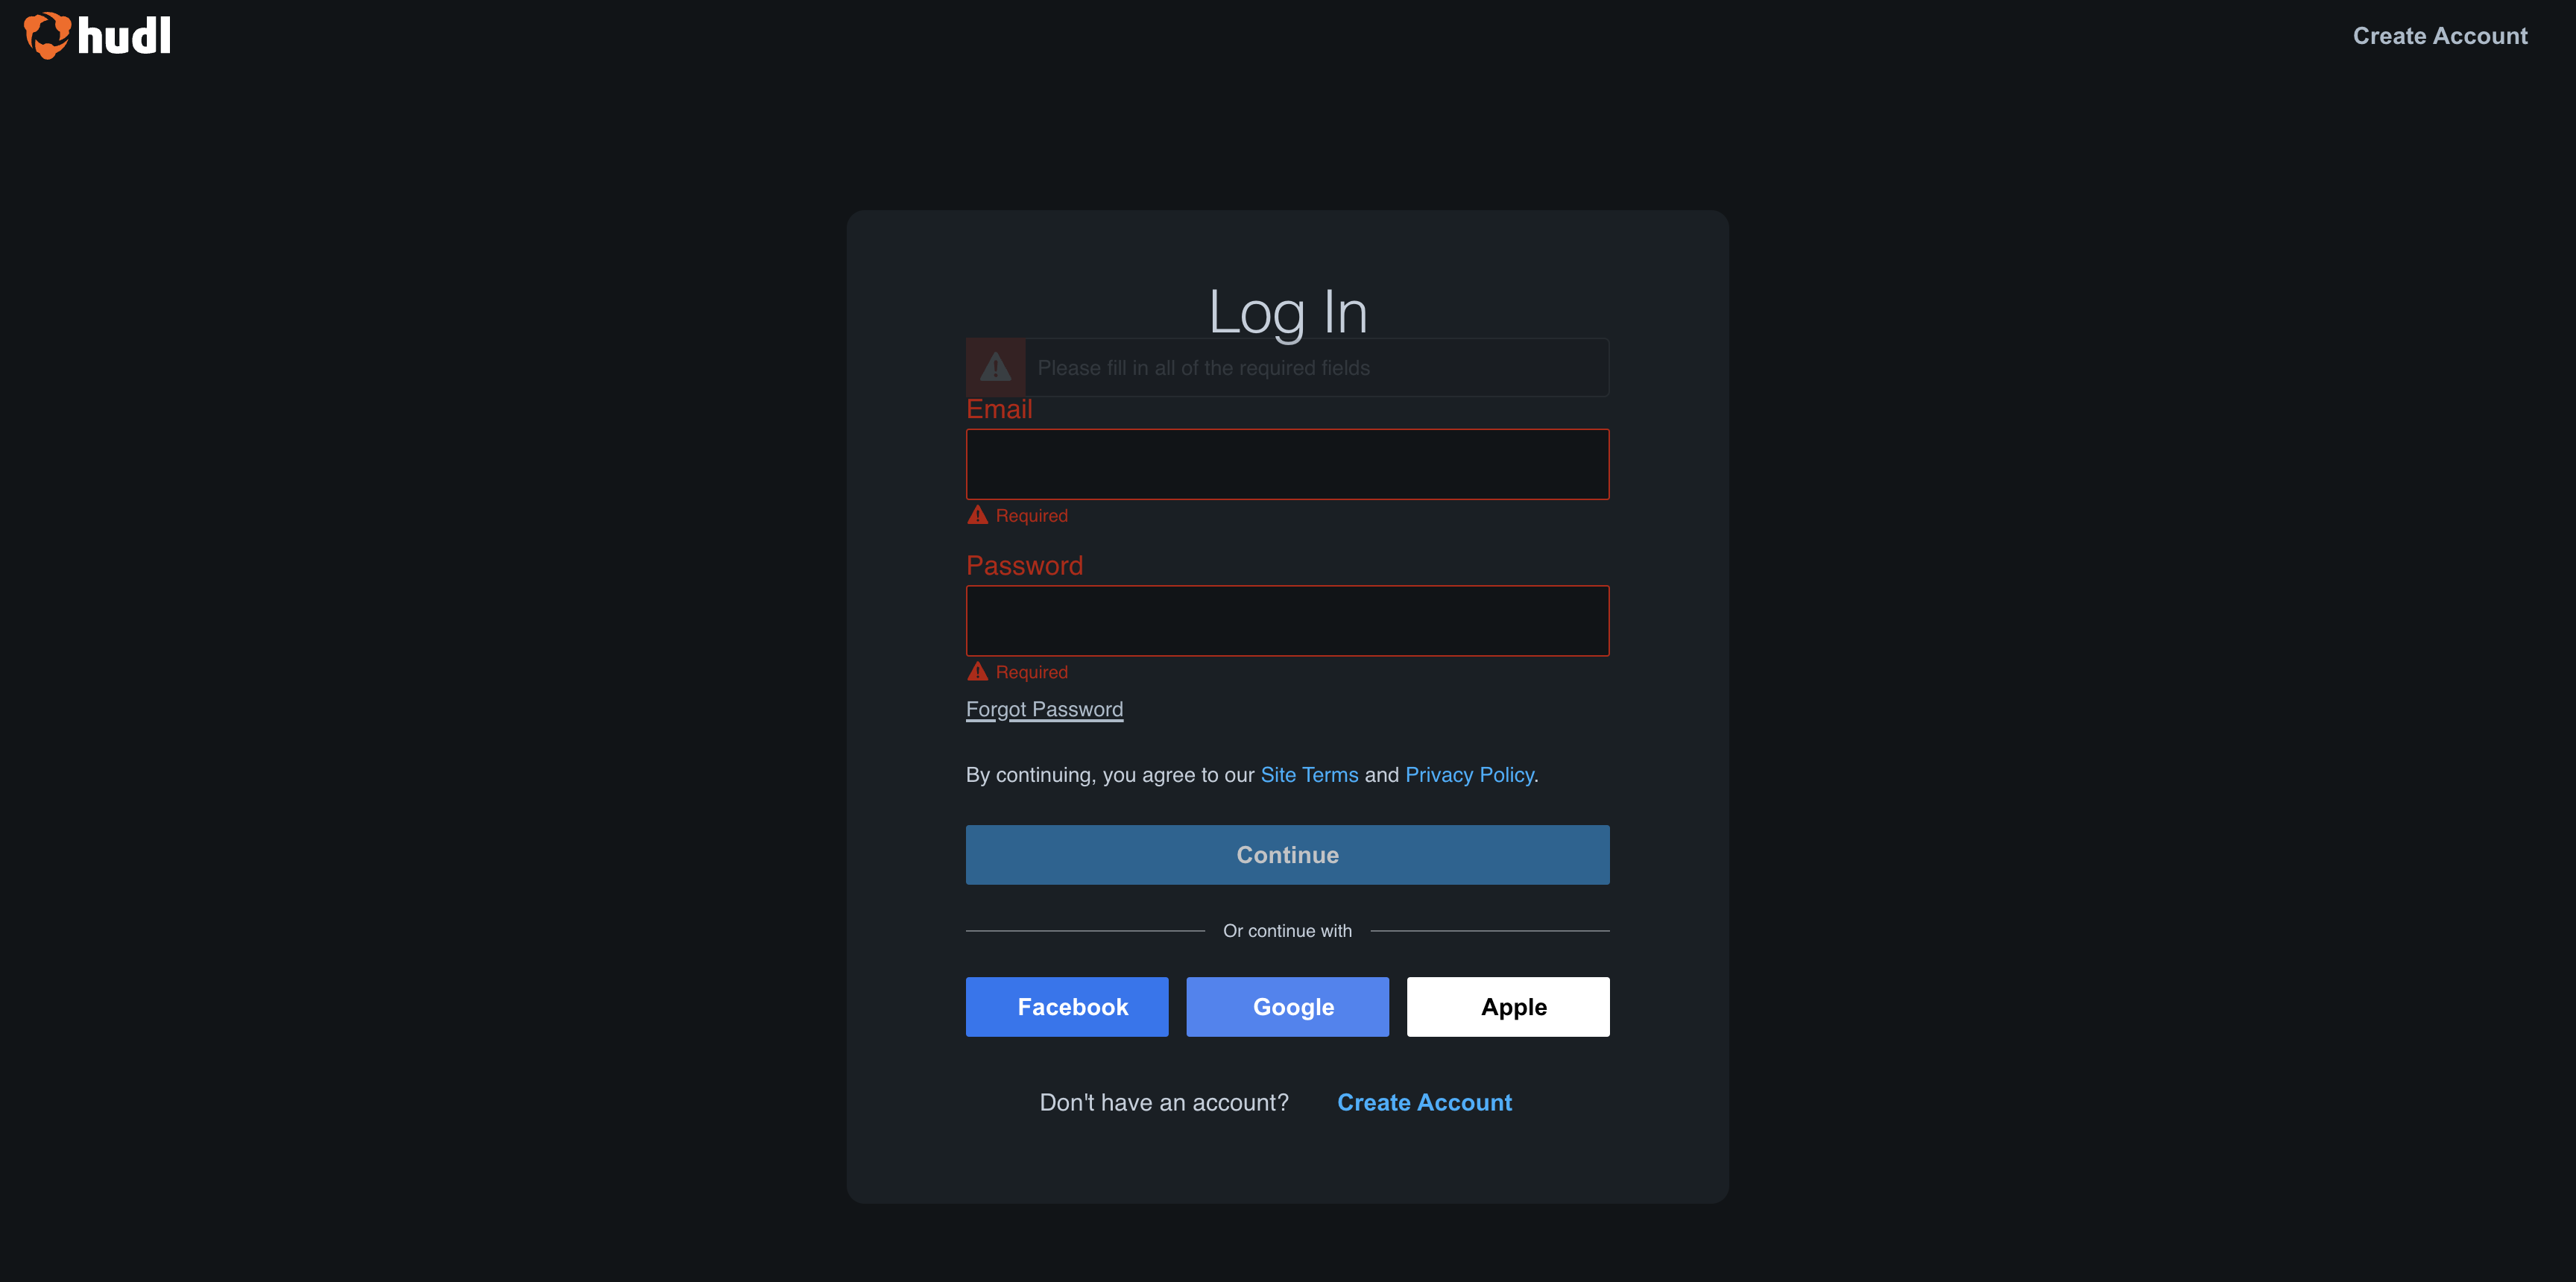 hudl
Create Account
Log In
Please fill in all of the required fields
Email
Required
Password
Required
Forgot Password
By continuing, you agree to our Site Terms and Privacy Policy.
Continue
Or continue with
Facebook
Google
Apple
Don't have an account? Create Account